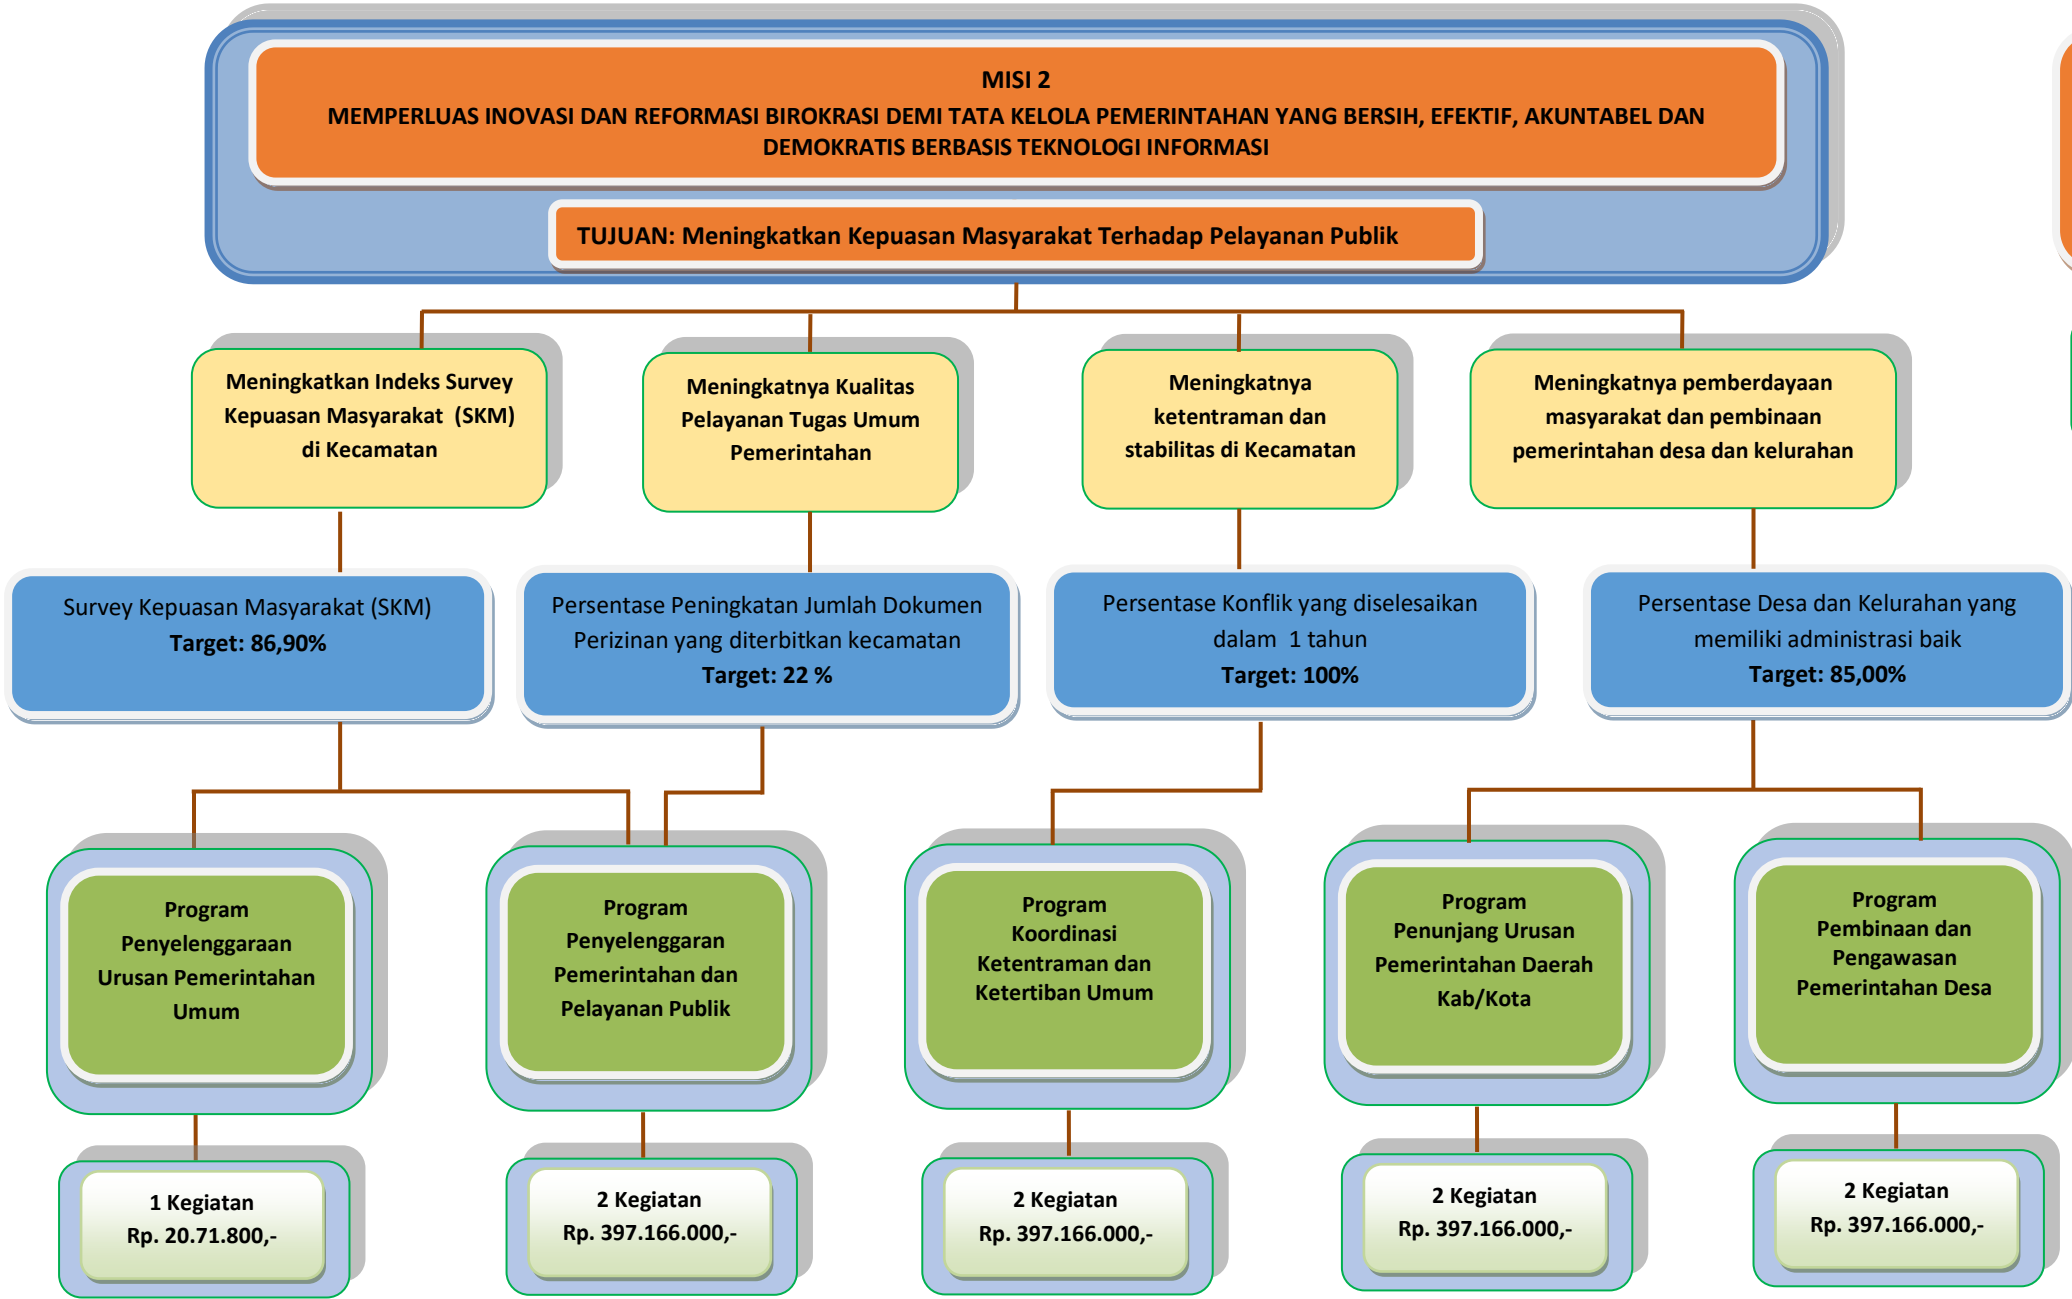 MISI 2
MEMPERLUAS INOVASI DAN REFORMASI BIROKRASI DEMI TATA KELOLA PEMERINTAHAN YANG BERSIH, EFEKTIF, AKUNTABEL DAN
DEMOKRATIS BERBASIS TEKNOLOGI INFORMASI
TUJUAN: Meningkatkan Kepuasan Masyarakat Terhadap Pelayanan Publik
Meningkatkan Indeks Survey
Kepuasan Masyarakat (SKM)
di Kecamatan
Meningkatnya Kualitas
Pelayanan Tugas Umum
Pemerintahan
Meningkatnya
ketentraman dan
stabilitas di Kecamatan
Meningkatnya pemberdayaan
masyarakat dan pembinaan
pemerintahan desa dan kelurahan
Survey Kepuasan Masyarakat (SKM)
Target: 86,90%
Persentase Peningkatan Jumlah Dokumen
Perizinan yang diterbitkan kecamatan
Target: 22 %
Persentase Konflik yang diselesaikan
dalam 1 tahun
Target: 100%
Persentase Desa dan Kelurahan yang
memiliki administrasi baik
Target: 85,00%
Program
Penyelenggaraan
Urusan Pemerintahan
Umum
Program
Penyelenggaran
Pemerintahan dan
Pelayanan Publik
Program
Koordinasi
Ketentraman dan
Ketertiban Umum
Program
Penunjang Urusan
Pemerintahan Daerah
Kab/Kota
Program
Pembinaan dan
Pengawasan
Pemerintahan Desa
1 Kegiatan
Rp. 20.71.800,-
2 Kegiatan
Rp. 397.166.000,-
2 Kegiatan
Rp. 397.166.000,-
2 Kegiatan
Rp. 397.166.000,-
2 Kegiatan
Rp. 397.166.000,-